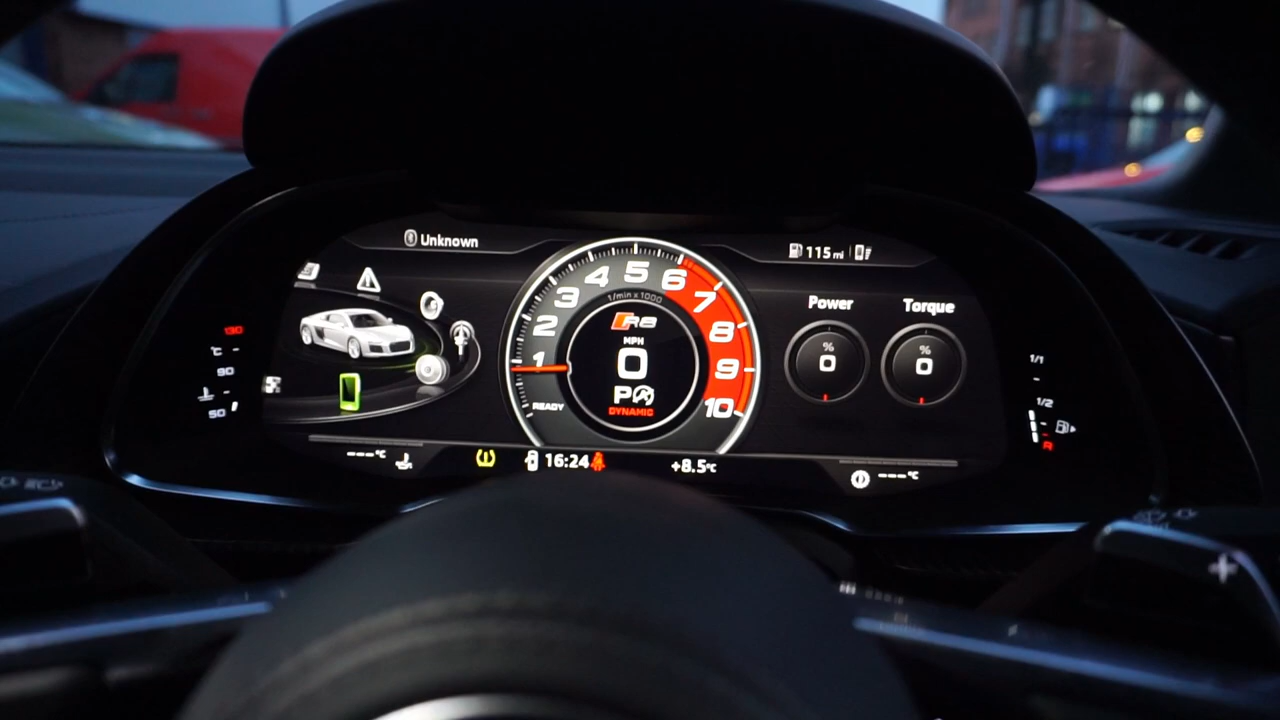 Unknown
115 mi
130
°C
90
50
1
2
3
4
5
6
7
8
9
10
1/min x 1000
R8
MPH
0
P
DYNAMIC
READY
Power
%
0
Torque
%
0
1/1
1/2
R
---°C
16:24
+8.5°C
---°C
+